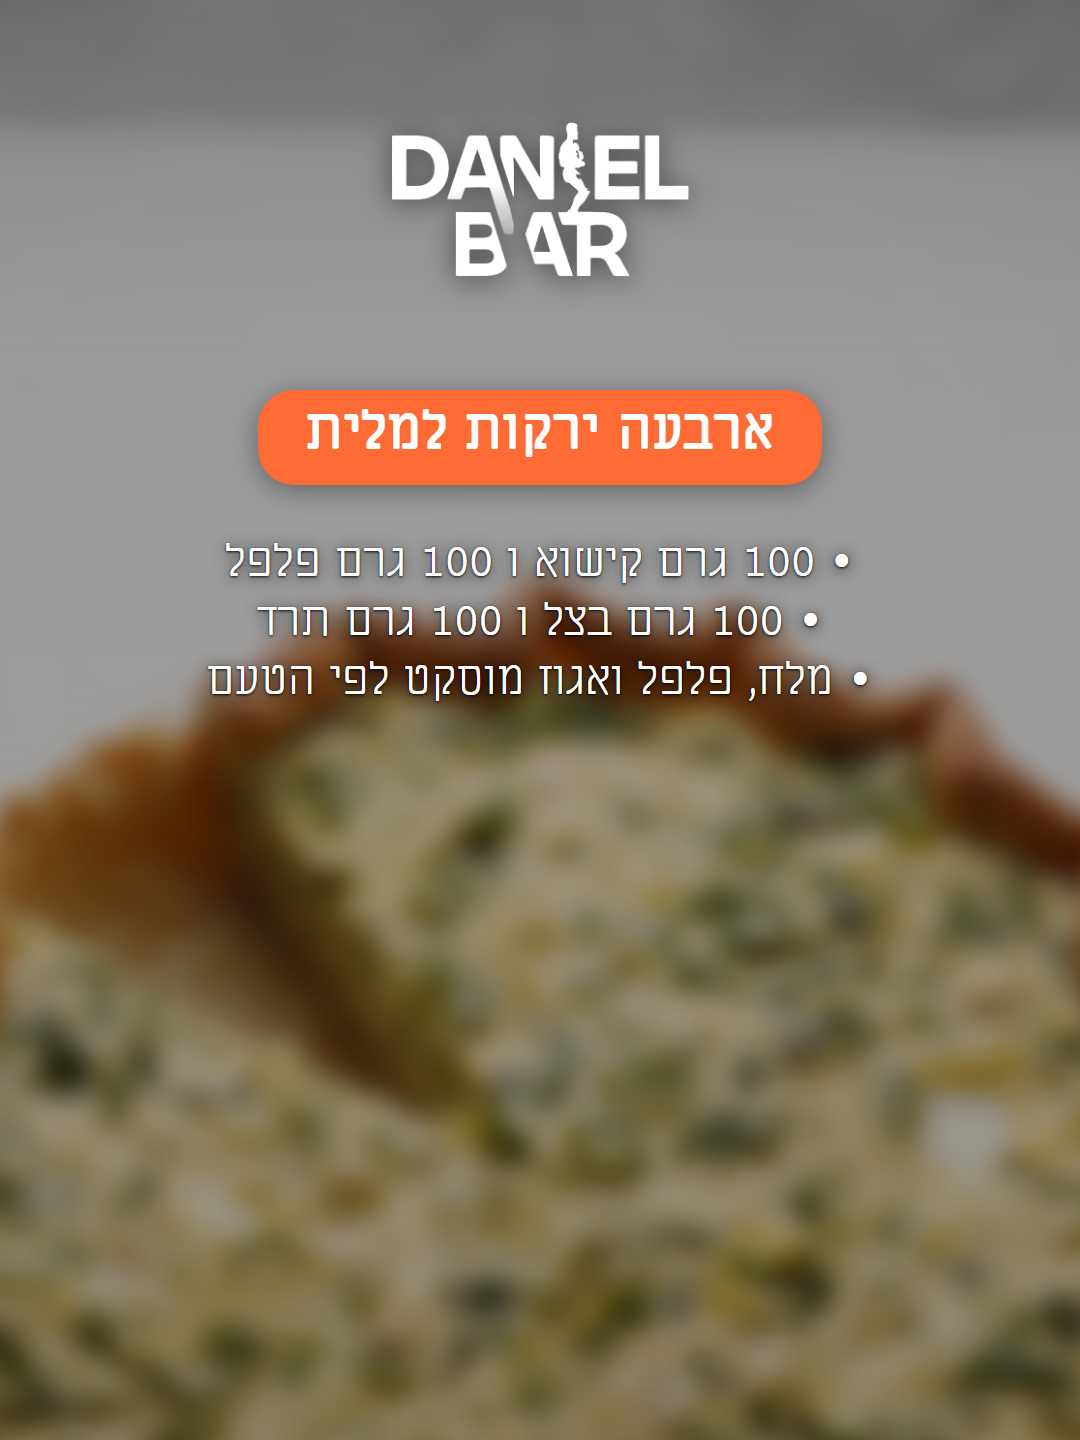 DANIEL
BAR
ארבעה ירקות למלית
• 100 גרם קישוא ו 100 גרם פלפל
• 100 גרם בצל ו 100 גרם תרד
• מלח, פלפל ואגוז מוסקט לפי הטעם